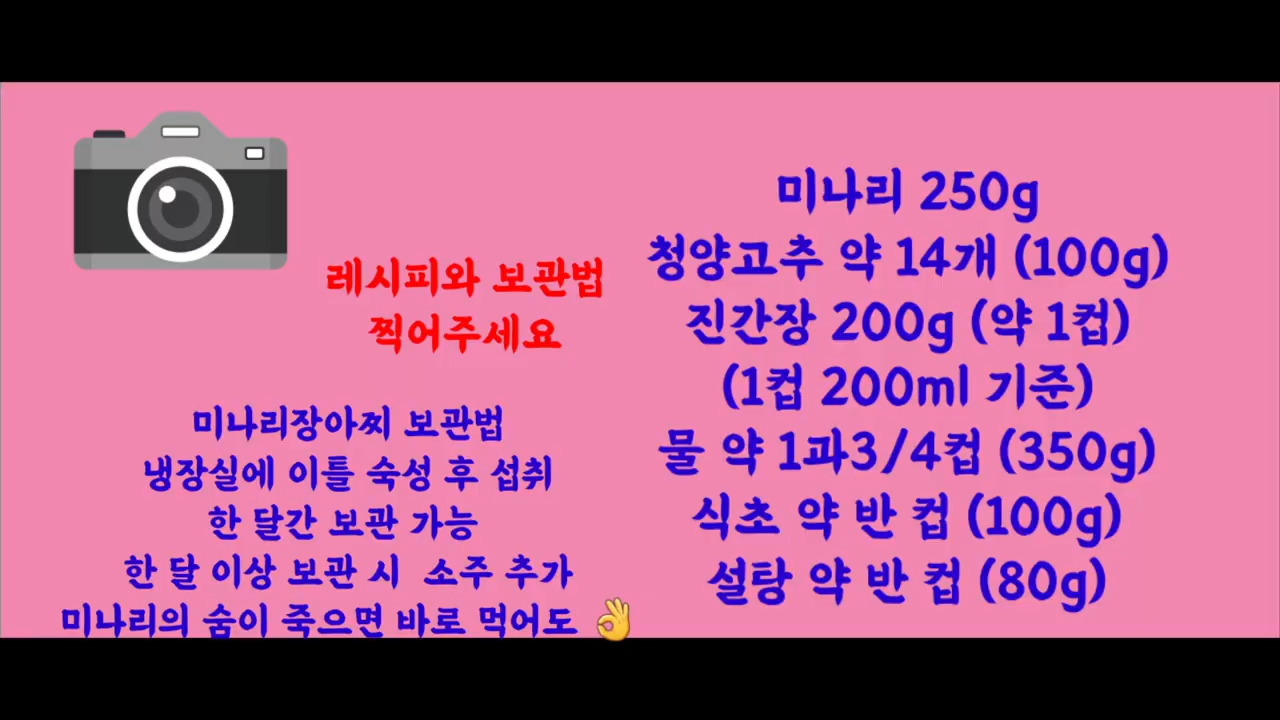 레시피와 보관법
찍어주세요
미나리장아찌 보관법
냉장실에 이틀 숙성 후 섭취
한 달간 보관 가능
한 달 이상 보관 시 소주 추가
미나리의 숨이 죽으면 바로 먹어도 👌
미나리 250g
청양고추 약 14개 (100g)
진간장 200g (약 1컵)
(1컵 200ml 기준)
물 약 1과3/4컵 (350g)
식초 약 반 컵 (100g)
설탕 약 반 컵 (80g)